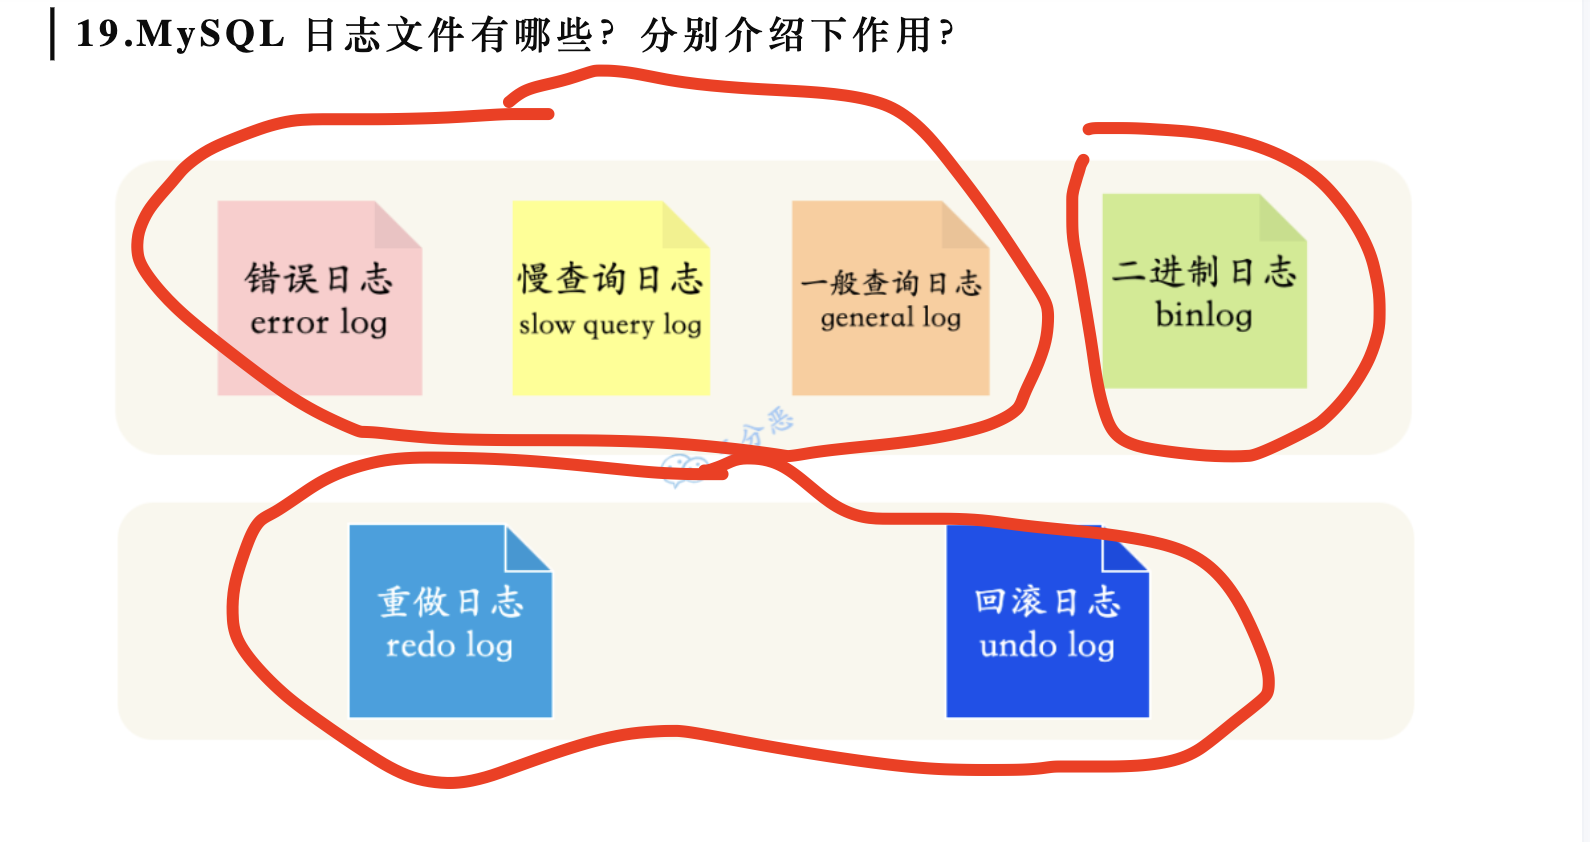 19.MySQL 日志文件有哪些？分别介绍下作用？
错误日志
error log
慢查询日志
slow query log
一般查询日志
general log
二进制日志
binlog
分恶
重做日志
redo log
回滚日志
undo log